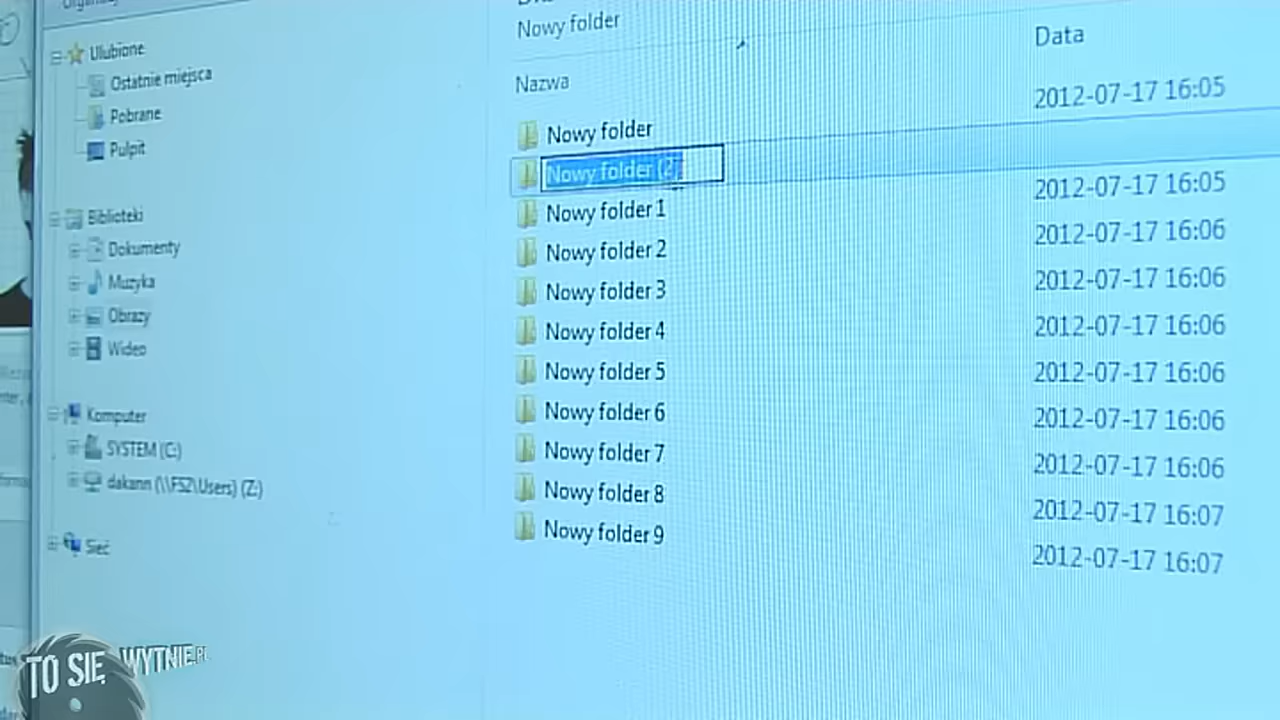 Nowy folder
Ulubione
Ostatnie miejsca
Pobrane
Pulpit
Biblioteki
Dokumenty
Muzyka
Obrazy
Wideo
Komputer
SYSTEM (C:)
dakann (\\FS2\Users) (Z:)
Sieć
Nazwa
Data
Nowy folder
2012-07-17 16:05
Nowy folder (2)
Nowy folder 1
2012-07-17 16:05
Nowy folder 2
2012-07-17 16:06
Nowy folder 3
2012-07-17 16:06
Nowy folder 4
2012-07-17 16:06
Nowy folder 5
2012-07-17 16:06
Nowy folder 6
2012-07-17 16:06
Nowy folder 7
2012-07-17 16:06
Nowy folder 8
2012-07-17 16:07
Nowy folder 9
2012-07-17 16:07
TO SIĘ WYTNIE.PL